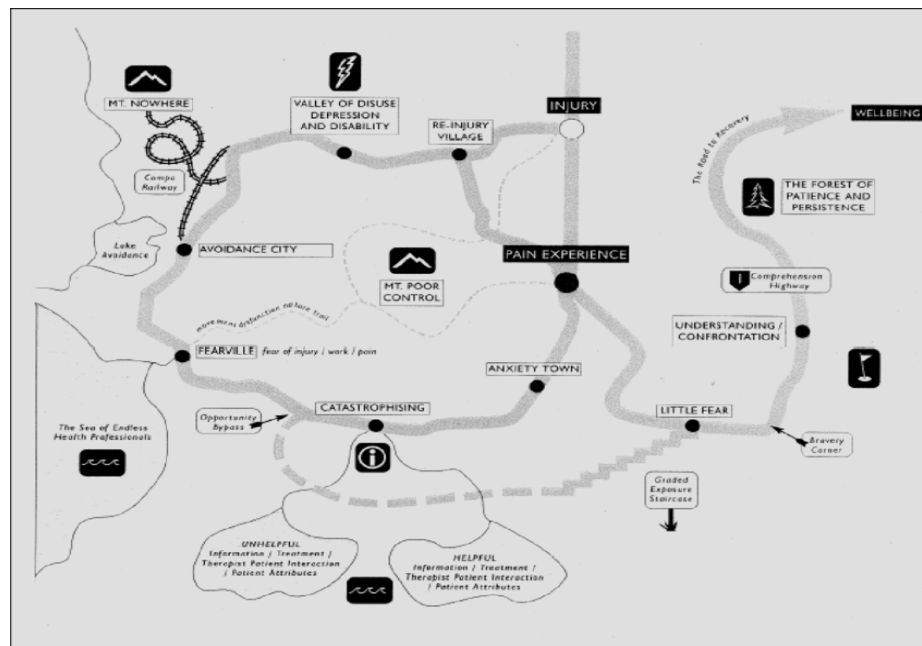 MT. NOWHERE
VALLEY OF DISUSE
DEPRESSION
AND DISABILITY
RE-INJURY
VILLAGE
INJURY
WELLBEING
The Road to Recovery
THE FOREST OF
PATIENCE AND
PERSISTENCE
Compo
Railway
Lake
Avoidance
AVOIDANCE CITY
MT. POOR
CONTROL
PAIN EXPERIENCE
Comprehension
Highway
UNDERSTANDING /
CONFRONTATION
movement disfunction nature trail
FEARVILLE fear of injury / work / pain
ANXIETY TOWN
Opportunity
Bypass
CATASTROPHISING
LITTLE FEAR
Bravery
Corner
The Sea of Endless
Health Professionals
Graded
Exposure
Staircase
UNHELPFUL
Information / Treatment /
Therapist Patient Interaction
/ Patient Attributes
HELPFUL
Information / Treatment /
Therapist Patient Interaction
/ Patient Attributes